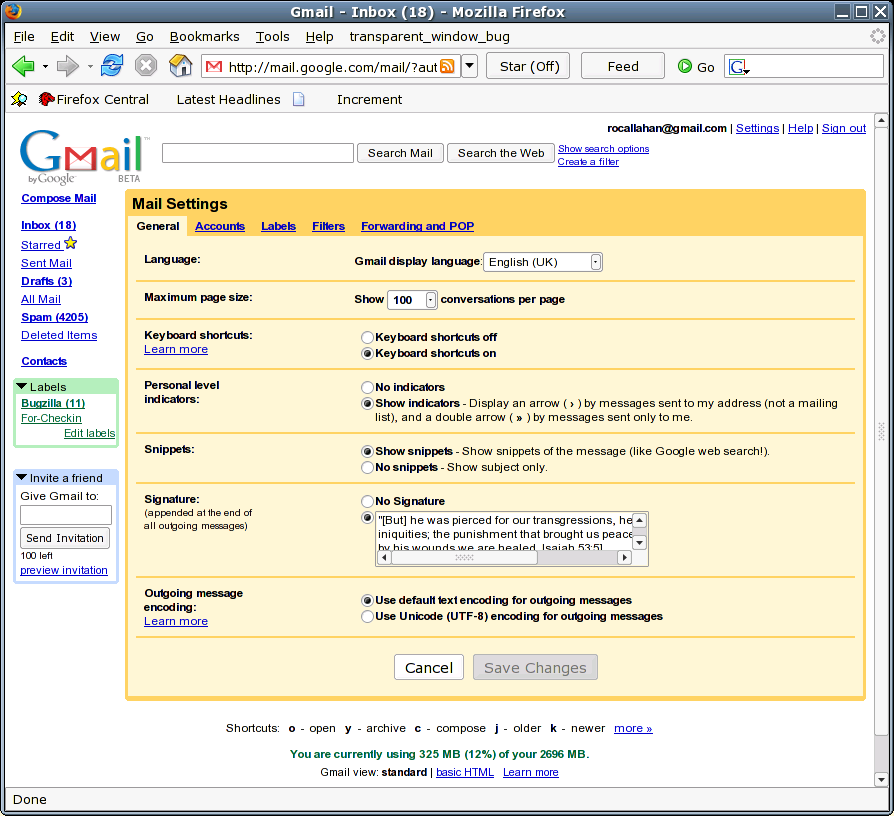 Gmail - Inbox (18) - Mozilla Firefox
File Edit View Go Bookmarks Tools Help transparent_window_bug
http://mail.google.com/mail/?aut Star (Off) Feed Go G
Firefox Central Latest Headlines Increment
rocallahan@gmail.com | Settings | Help | Sign out
Gmail™ by Google BETA
Search Mail Search the Web Show search options
Create a filter
Compose Mail
Inbox (18)
Starred
Sent Mail
Drafts (3)
All Mail
Spam (4205)
Deleted Items
Contacts
Labels
Bugzilla (11)
For-Checkin
Edit labels
Invite a friend
Give Gmail to:
Send Invitation
100 left
preview invitation
Mail Settings
General Accounts Labels Filters Forwarding and POP
Language: Gmail display language: English (UK)
Maximum page size: Show 100 conversations per page
Keyboard shortcuts: Keyboard shortcuts off
Learn more Keyboard shortcuts on
Personal level No indicators
indicators: Show indicators - Display an arrow ( › ) by messages sent to my address (not a mailing
list), and a double arrow ( » ) by messages sent only to me.
Snippets: Show snippets - Show snippets of the message (like Google web search!).
No snippets - Show subject only.
Signature: No Signature
(appended at the end of
all outgoing messages)
"[But] he was pierced for our transgressions, he
iniquities; the punishment that brought us peace
by his wounds we are healed. Isaiah 53:5]
Outgoing message Use default text encoding for outgoing messages
encoding: Use Unicode (UTF-8) encoding for outgoing messages
Learn more
Cancel Save Changes
Shortcuts: o - open y - archive c - compose j - older k - newer more »
You are currently using 325 MB (12%) of your 2696 MB.
Gmail view: standard | basic HTML Learn more
Done